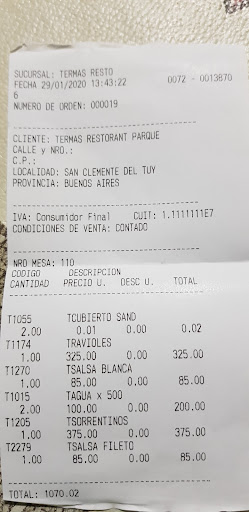 SUCURSAL: TERMAS RESTO
FECHA 29/01/2020 13:43:22 0072 - 0013870
6
NUMERO DE ORDEN: 000019
CLIENTE: TERMAS RESTORANT PARQUE
CALLE y NRO.:
C.P.:
LOCALIDAD: SAN CLEMENTE DEL TUY
PROVINCIA: BUENOS AIRES
IVA: Consumidor Final CUIT: 1.1111111E7
CONDICIONES DE VENTA: CONTADO
NRO MESA: 110
CODIGO DESCRIPCION
CANTIDAD PRECIO U. DESC U. TOTAL
T1055 TCUBIERTO SAND
2.00 0.01 0.00 0.02
T1174 TRAVIOLES
1.00 325.00 0.00 325.00
T1270 TSALSA BLANCA
1.00 85.00 0.00 85.00
T1015 TAGUA x 500
2.00 100.00 0.00 200.00
T1205 TSORRENTINOS
1.00 375.00 0.00 375.00
T2279 TSALSA FILETO
1.00 85.00 0.00 85.00
TOTAL: 1070.02